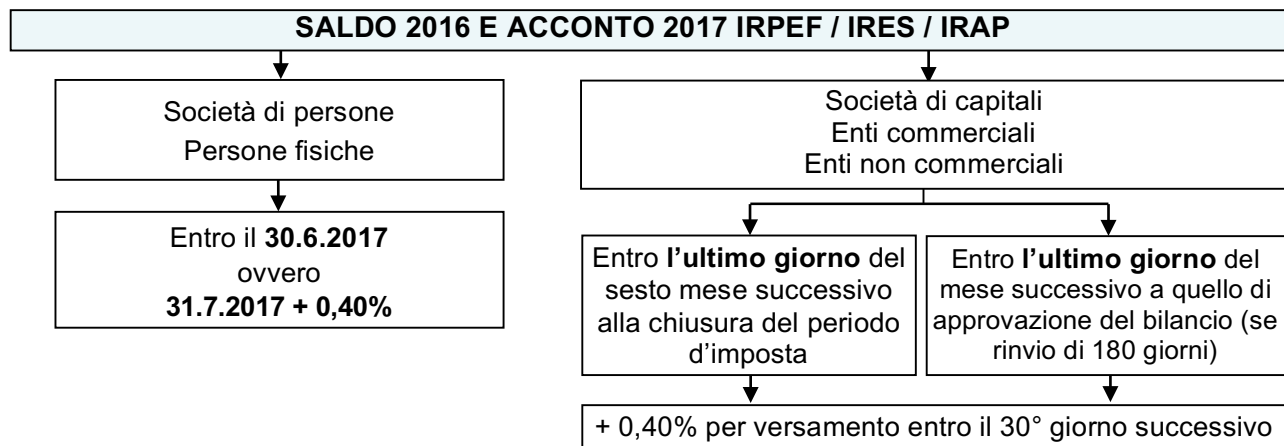 SALDO 2016 E ACCONTO 2017 IRPEF / IRES / IRAP
Società di persone
Persone fisiche
Entro il 30.6.2017
ovvero
31.7.2017 + 0,40%
Società di capitali
Enti commerciali
Enti non commerciali
Entro l'ultimo giorno del
sesto mese successivo
alla chiusura del periodo
d'imposta
Entro l'ultimo giorno del
mese successivo a quello di
approvazione del bilancio (se
rinvio di 180 giorni)
+ 0,40% per versamento entro il 30° giorno successivo